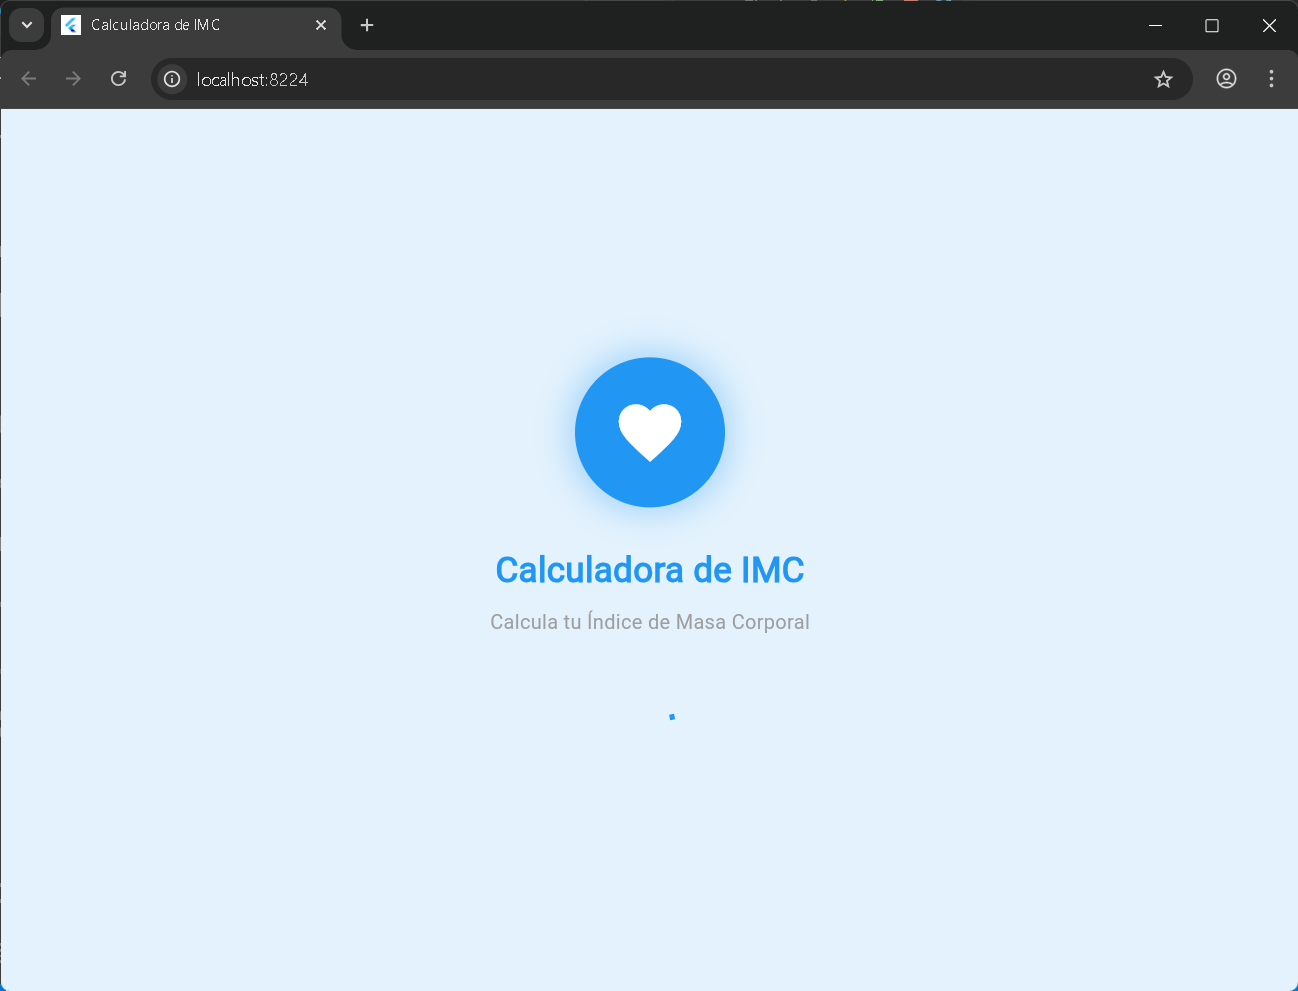 Calculadora de IMC
localhost:8224
Calculadora de IMC
Calcula tu Índice de Masa Corporal